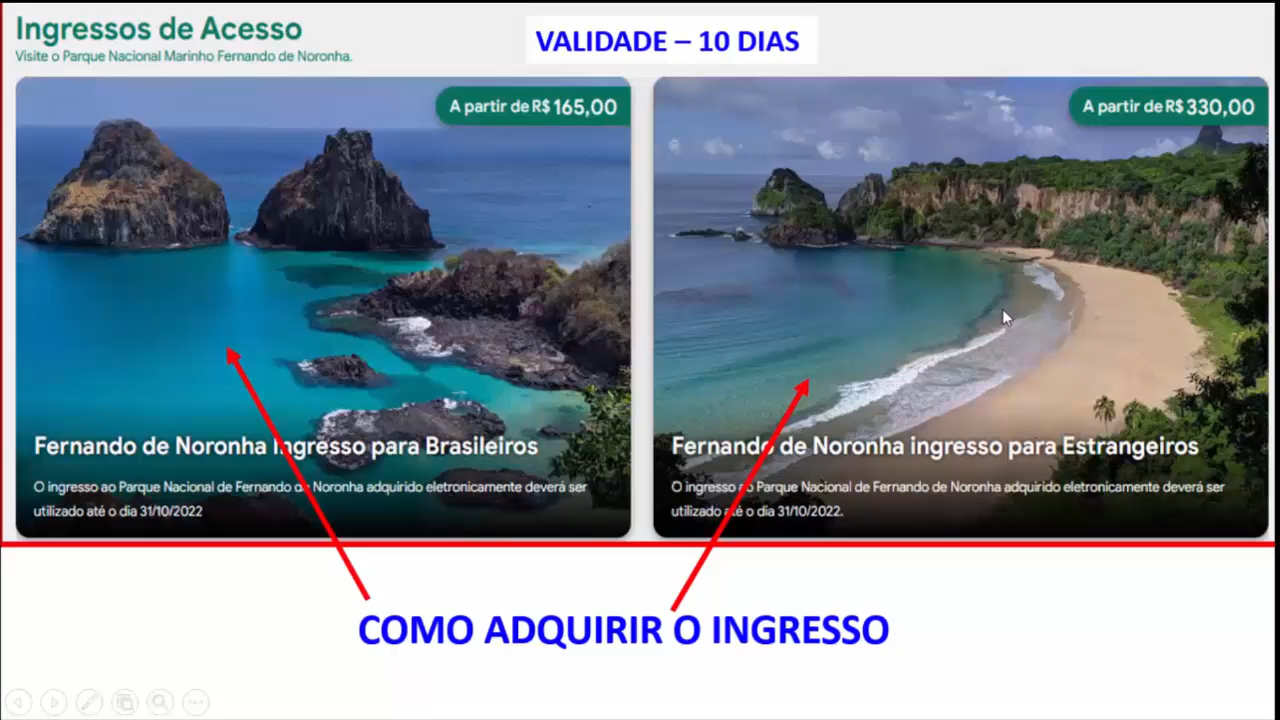 Ingressos de Acesso
Visite o Parque Nacional Marinho Fernando de Noronha.
VALIDADE – 10 DIAS
A partir de R$ 165,00
Fernando de Noronha ingresso para Brasileiros
O ingresso ao Parque Nacional de Fernando de Noronha adquirido eletronicamente deverá ser
utilizado até o dia 31/10/2022
A partir de R$ 330,00
Fernando de Noronha ingresso para Estrangeiros
O ingresso ao Parque Nacional de Fernando de Noronha adquirido eletronicamente deverá ser
utilizado até o dia 31/10/2022.
COMO ADQUIRIR O INGRESSO